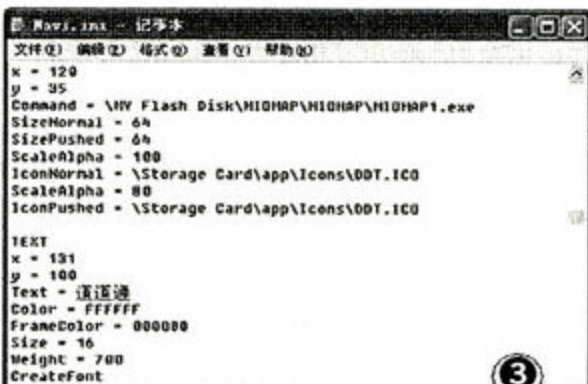 Navi.inx - 记事本
文件(F) 编辑(E) 格式(O) 查看(V) 帮助(H)
x = 120
y = 35
Command = \MY Flash Disk\MIOMAP\MIOMAP\MIOMAP1.exe
SizeNormal = 64
SizePushed = 64
ScaleAlpha = 100
IconNormal = \Storage Card\app\Icons\DDT.ICO
ScaleAlpha = 80
IconPushed = \Storage Card\app\Icons\DDT.ICO
TEXT
x = 131
y = 100
Text = 道道通
Color = FFFFFF
FrameColor = 000080
Size = 16
Weight = 700
CreateFont
3